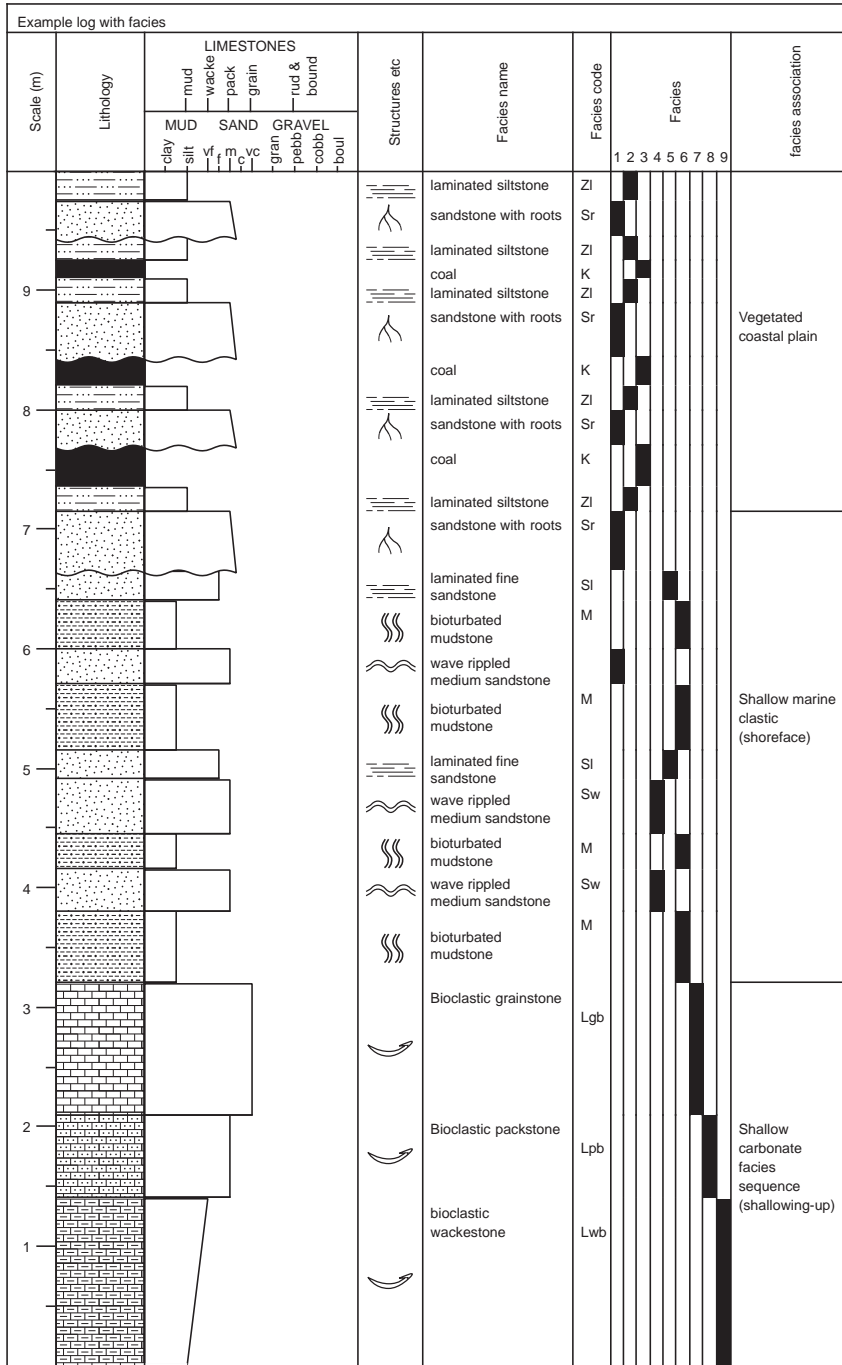 Example log with facies
Scale (m)
Lithology
LIMESTONES
mud
wacke
pack
grain
rud &
bound
MUD SAND GRAVEL
clay
silt
vf
f
m
c
vc
gran
pebb
cobb
boul
Structures etc
Facies name
Facies code
Facies
1 2 3 4 5 6 7 8 9
facies association
laminated siltstone Zl
sandstone with roots Sr
laminated siltstone Zl
coal K
9
laminated siltstone Zl
sandstone with roots Sr
Vegetated
coastal plain
coal K
laminated siltstone Zl
8
sandstone with roots Sr
coal K
laminated siltstone Zl
7
sandstone with roots Sr
laminated fine
sandstone
Sl
bioturbated
mudstone
M
6
wave rippled
medium sandstone
bioturbated
mudstone
M
Shallow marine
clastic
(shoreface)
5
laminated fine
sandstone
Sl
wave rippled
medium sandstone
Sw
bioturbated
mudstone
M
4
wave rippled
medium sandstone
Sw
bioturbated
mudstone
M
3
Bioclastic grainstone
Lgb
2
Bioclastic packstone
Lpb
Shallow
carbonate
facies
sequence
(shallowing-up)
1
bioclastic
wackestone
Lwb